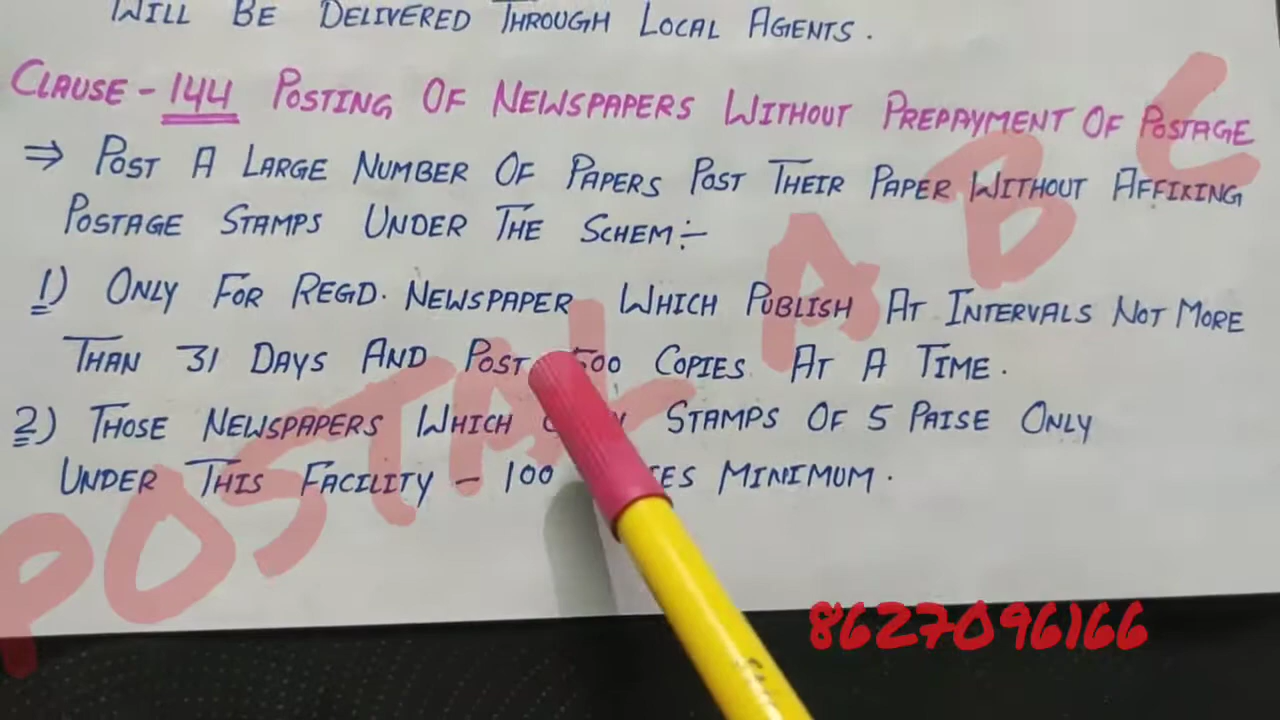 WILL BE DELIVERED THROUGH LOCAL AGENTS.
CLAUSE - 144 POSTING OF NEWSPAPERS WITHOUT PREPAYMENT OF POSTAGE
⇒ POST A LARGE NUMBER OF PAPERS POST THEIR PAPER WITHOUT AFFIXING
POSTAGE STAMPS UNDER THE SCHEM:-
1) ONLY FOR REGD. NEWSPAPER WHICH PUBLISH AT INTERVALS NOT MORE
THAN 31 DAYS AND POST 500 COPIES AT A TIME.
2) THOSE NEWSPAPERS WHICH STAMPS OF 5 PAISE ONLY
UNDER THIS FACILITY - 100 MINIMUM.
POSTAL A B C
8627096166